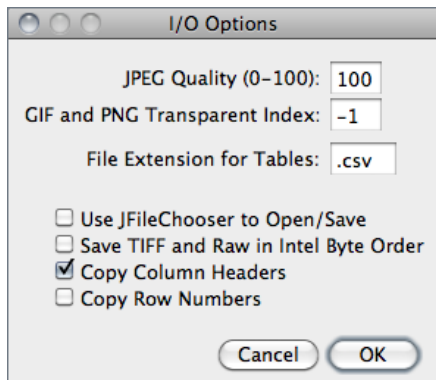 I/O Options
JPEG Quality (0–100): 100
GIF and PNG Transparent Index: -1
File Extension for Tables: .csv
Use JFileChooser to Open/Save
Save TIFF and Raw in Intel Byte Order
Copy Column Headers
Copy Row Numbers
Cancel OK